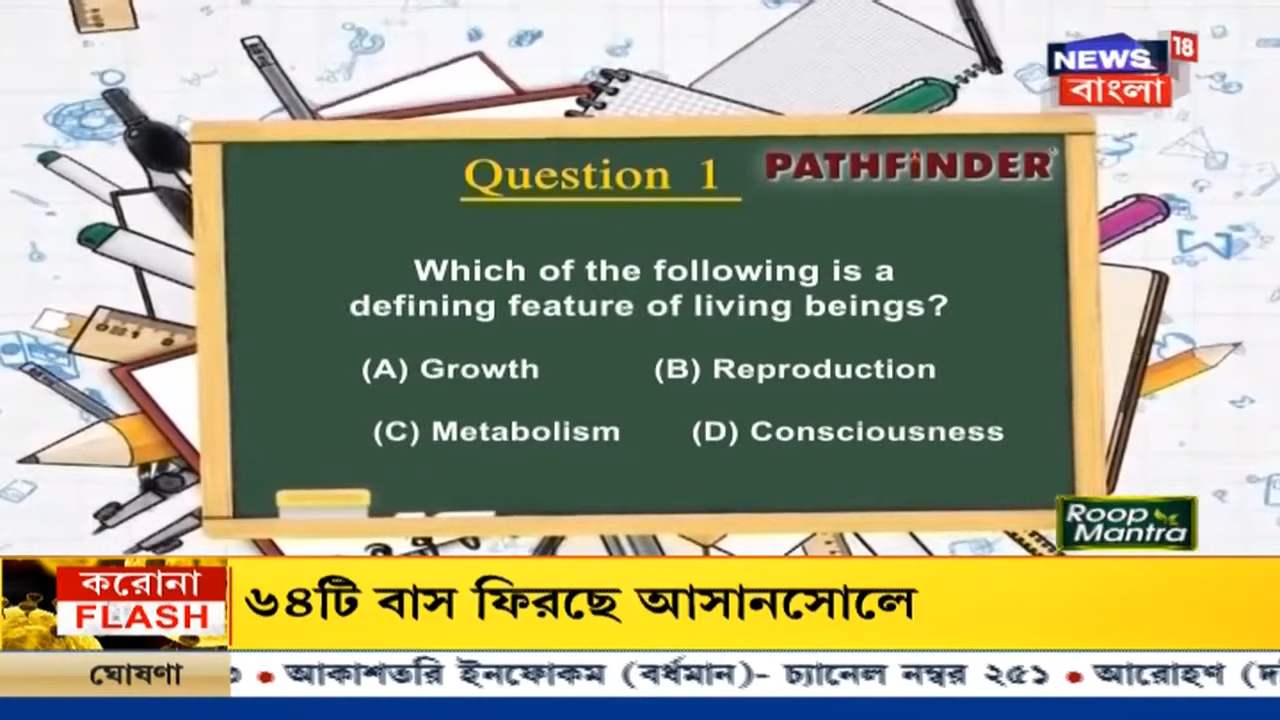 NEWS 18
বাংলা
Question 1
PATHFINDER
Which of the following is a
defining feature of living beings?
(A) Growth (B) Reproduction
(C) Metabolism (D) Consciousness
Roop
Mantra
করোনা
FLASH
৬৪টি বাস ফিরছে আসানসোলে
ঘোষণা
• আকাশতরি ইনফোকম (বর্ধমান)- চ্যানেল নম্বর ২৫১ • আরোহণ